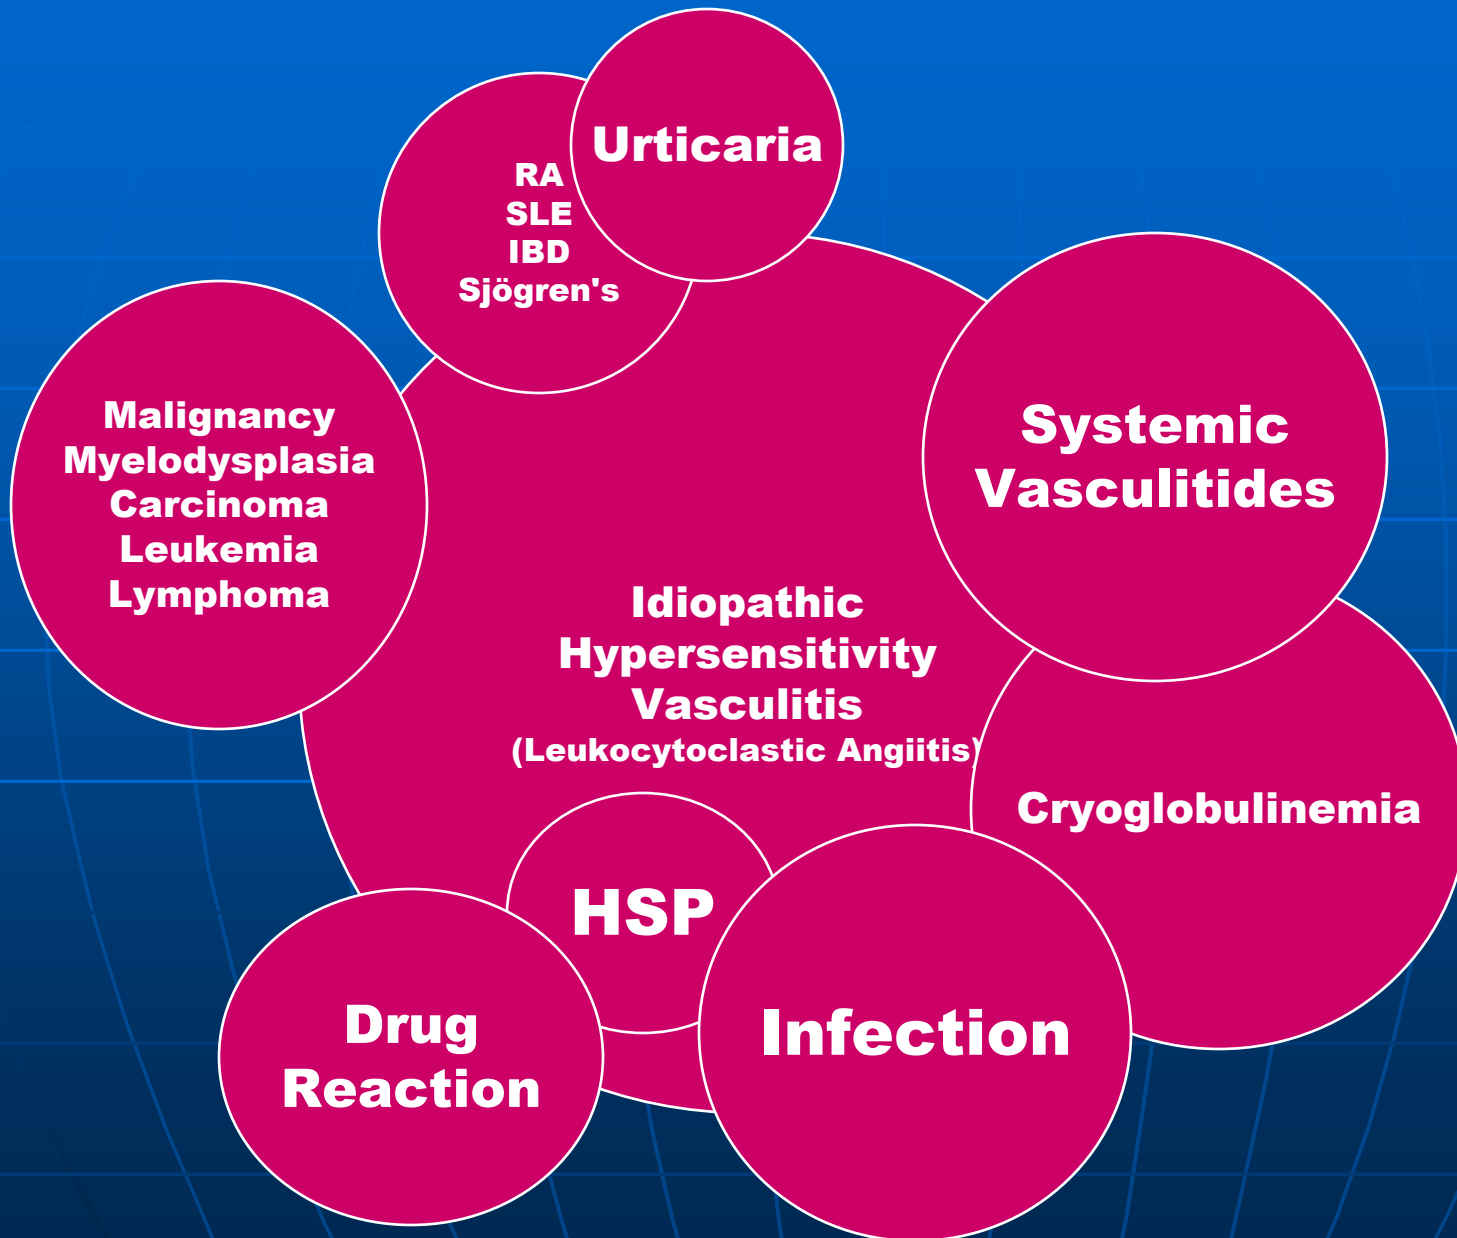 Urticaria
RA
SLE
IBD
Sjögren's
Malignancy
Myelodysplasia
Carcinoma
Leukemia
Lymphoma
Systemic
Vasculitides
Idiopathic
Hypersensitivity
Vasculitis
(Leukocytoclastic Angiitis)
Cryoglobulinemia
HSP
Drug
Reaction
Infection